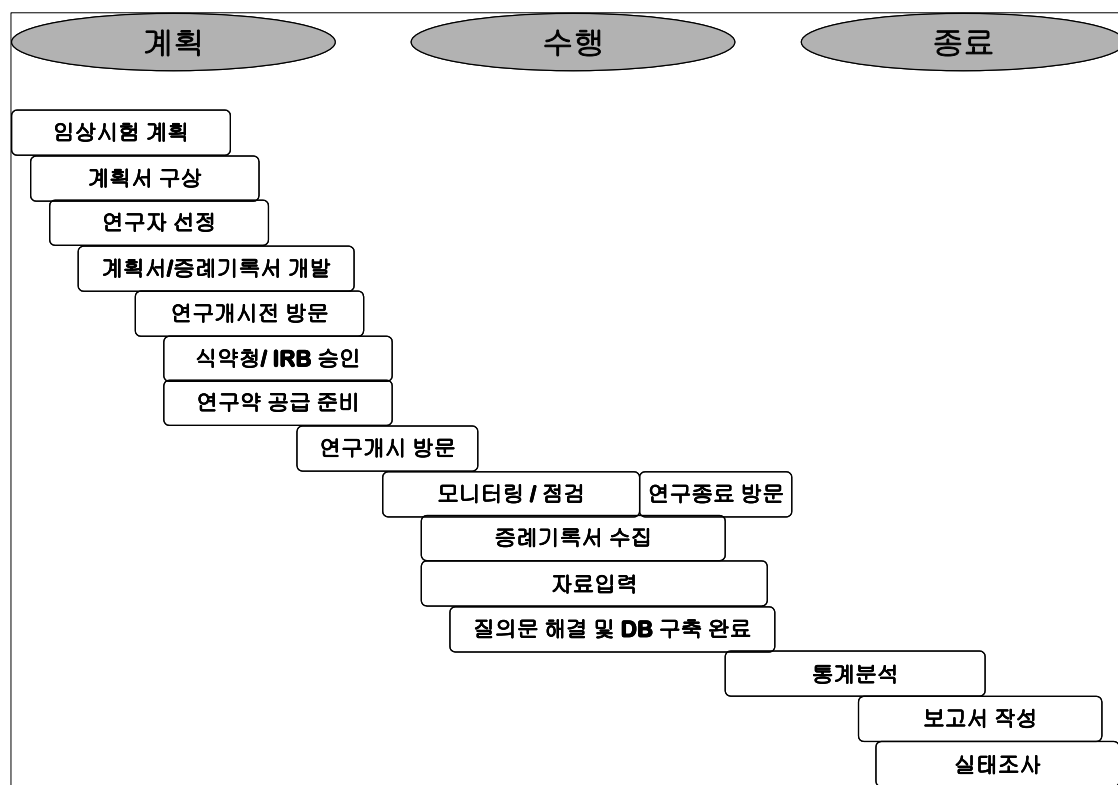 계획
수행
종료
임상시험 계획
계획서 구상
연구자 선정
계획서/증례기록서 개발
연구개시전 방문
식약청/ IRB 승인
연구약 공급 준비
연구개시 방문
모니터링 / 점검
연구종료 방문
증례기록서 수집
자료입력
질의문 해결 및 DB 구축 완료
통계분석
보고서 작성
실태조사